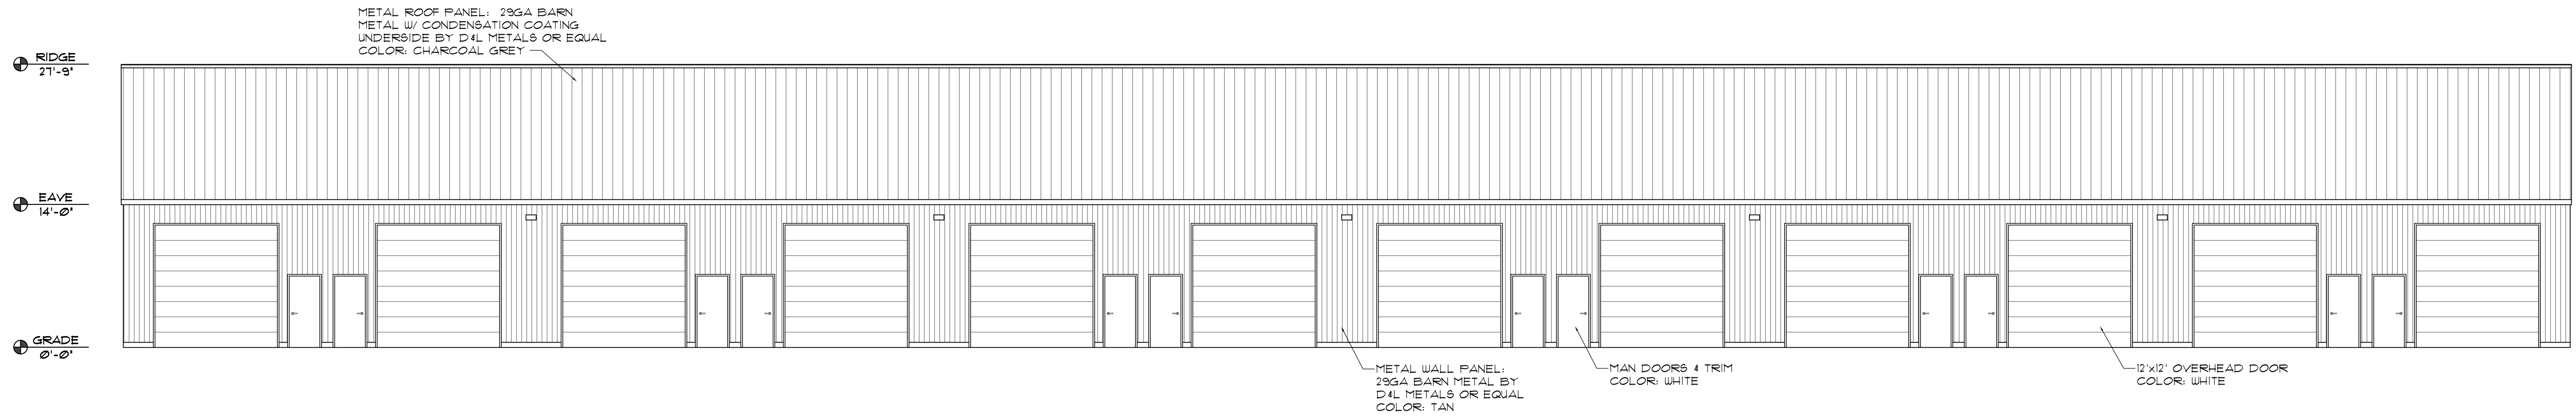 METAL ROOF PANEL: 29GA BARN
METAL W/ CONDENSATION COATING
UNDERSIDE BY D&L METALS OR EQUAL
COLOR: CHARCOAL GREY
RIDGE
27'-9"
EAVE
14'-0"
GRADE
0'-0"
METAL WALL PANEL:
29GA BARN METAL BY
D&L METALS OR EQUAL
COLOR: TAN
MAN DOORS & TRIM
COLOR: WHITE
12'x12' OVERHEAD DOOR
COLOR: WHITE